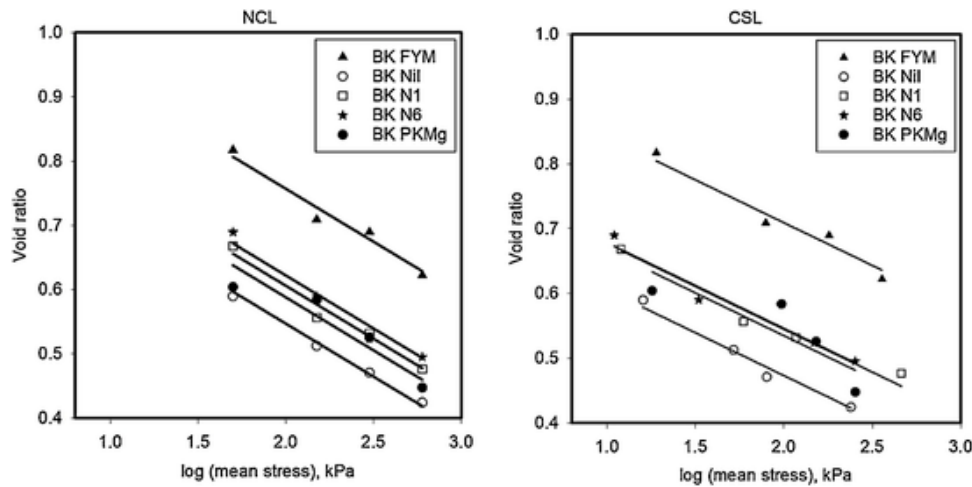 NCL
1.0
0.9
0.8
0.7
0.6
0.5
0.4
Void ratio
BK FYM
BK Nil
BK N1
BK N6
BK PKMg
1.0 1.5 2.0 2.5 3.0
log (mean stress), kPa
CSL
1.0
0.9
0.8
0.7
0.6
0.5
0.4
Void ratio
BK FYM
BK Nil
BK N1
BK N6
BK PKMg
1.0 1.5 2.0 2.5 3.0
log (mean stress), kPa